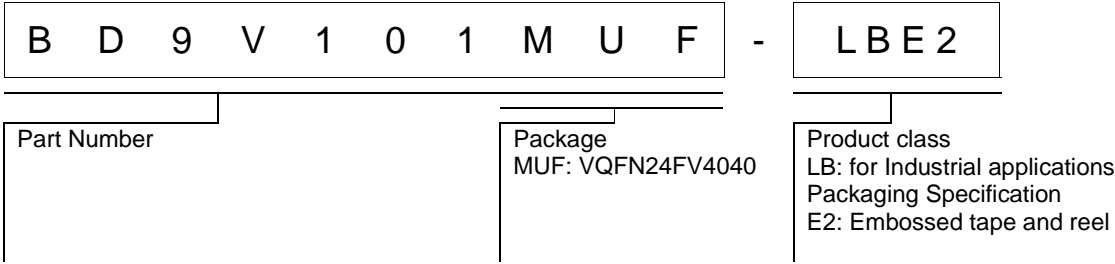 B D 9 V 1 0 1 M U F - L B E 2
Part Number
Package
MUF: VQFN24FV4040
Product class
LB: for Industrial applications
Packaging Specification
E2: Embossed tape and reel